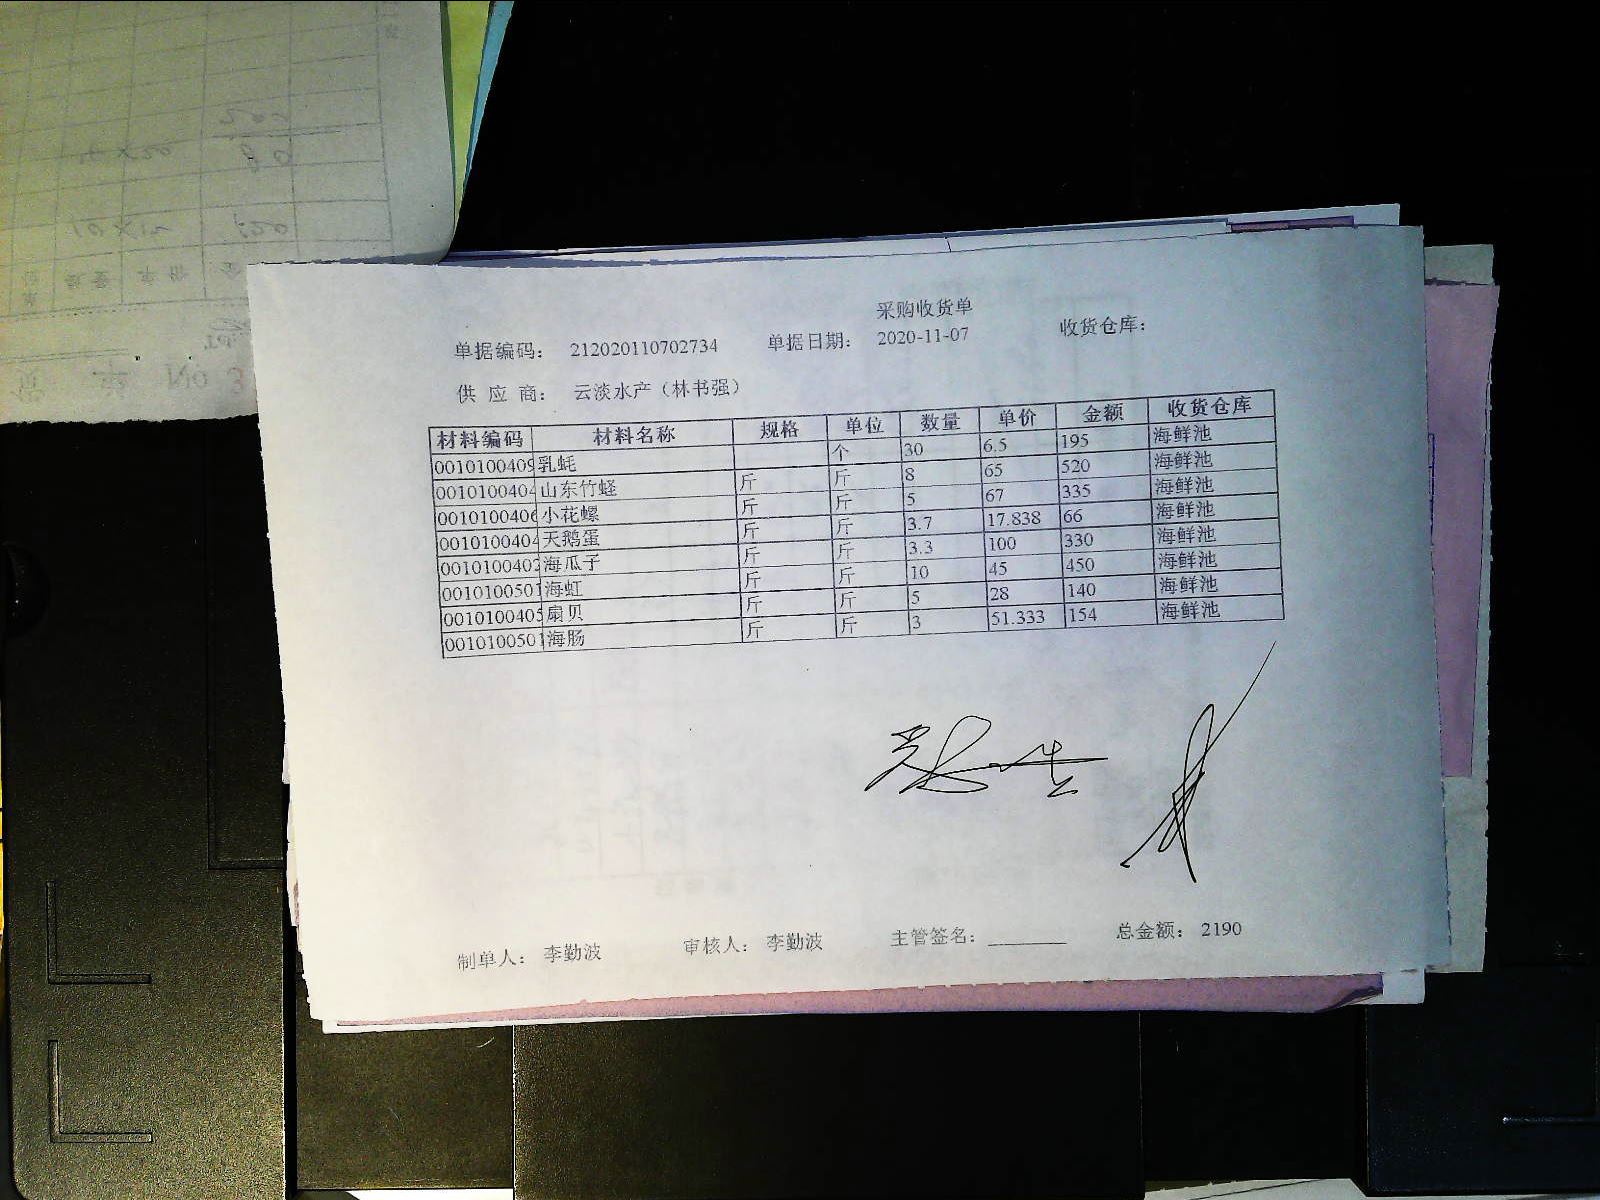 采购收货单
单据编码： 212020110702734 单据日期： 2020-11-07 收货仓库：
供 应 商： 云淡水产（林书强）
材料编码 材料名称 规格 单位 数量 单价 金额 收货仓库
0010100409 乳蚝 个 30 6.5 195 海鲜池
0010100404 山东竹蛏 斤 斤 8 65 520 海鲜池
0010100406 小花螺 斤 斤 5 67 335 海鲜池
0010100404 天鹅蛋 斤 斤 3.7 17.838 66 海鲜池
0010100402 海瓜子 斤 斤 3.3 100 330 海鲜池
0010100501 海虹 斤 斤 10 45 450 海鲜池
0010100405 扇贝 斤 斤 5 28 140 海鲜池
0010100501 海肠 斤 斤 3 51.333 154 海鲜池
制单人： 李勤波 审核人： 李勤波 主管签名： 总金额： 2190